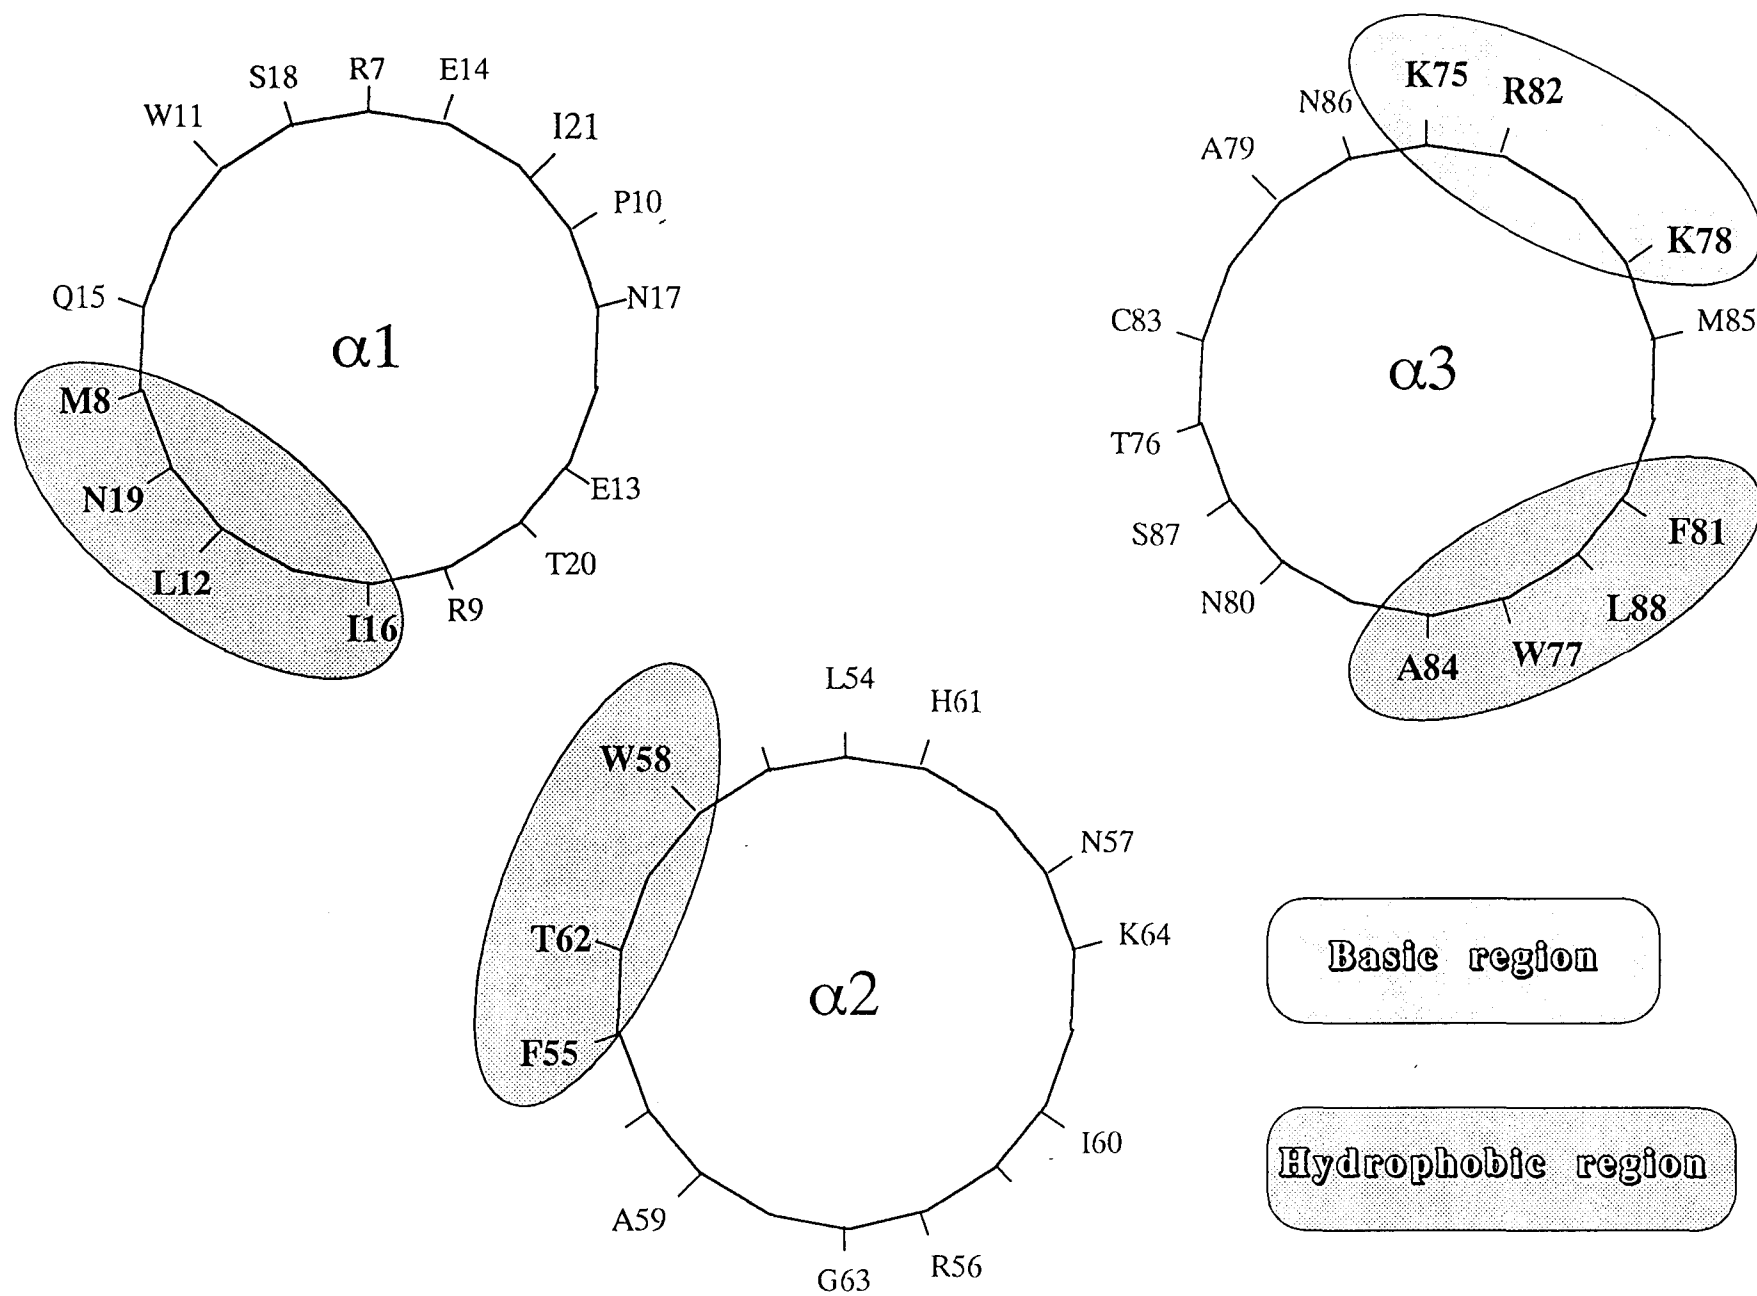 S18
R7
E14
W11
I21
P10
Q15
N17
α1
M8
N19
E13
L12
T20
I16
R9
K75
R82
N86
A79
K78
C83
M85
α3
T76
S87
F81
N80
L88
A84
W77
L54
H61
W58
N57
T62
K64
α2
F55
I60
A59
G63
R56
Basic region
Hydrophobic region